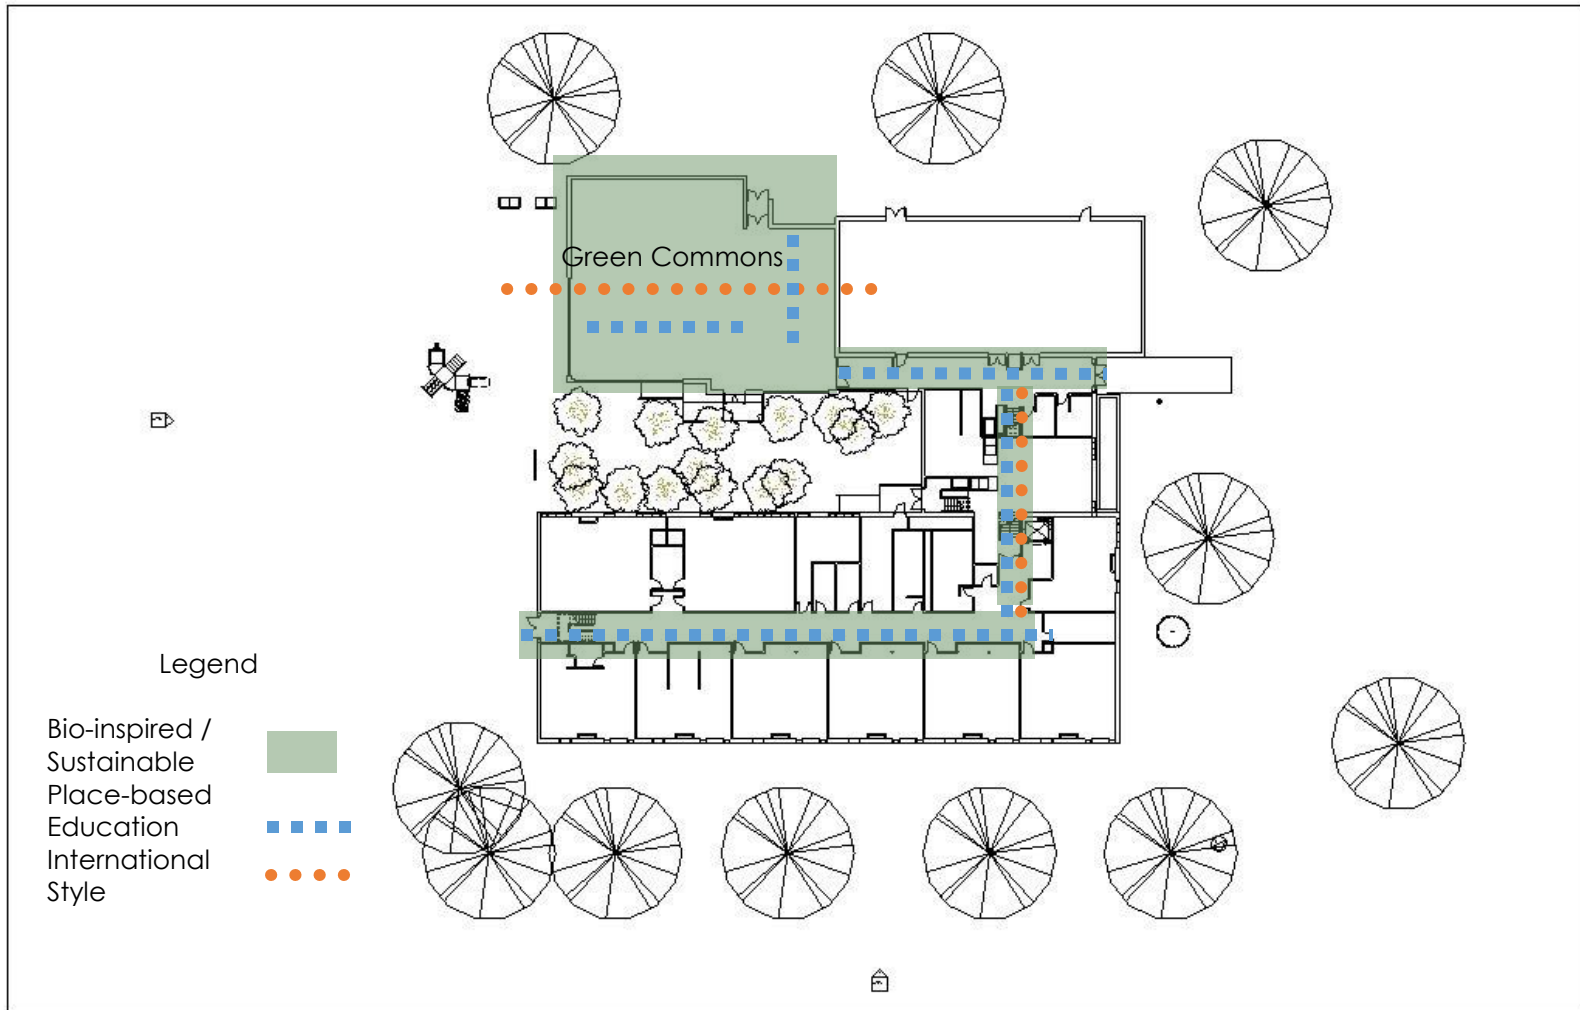 Green Commons
Legend
Bio-inspired /
Sustainable
Place-based
Education
International
Style